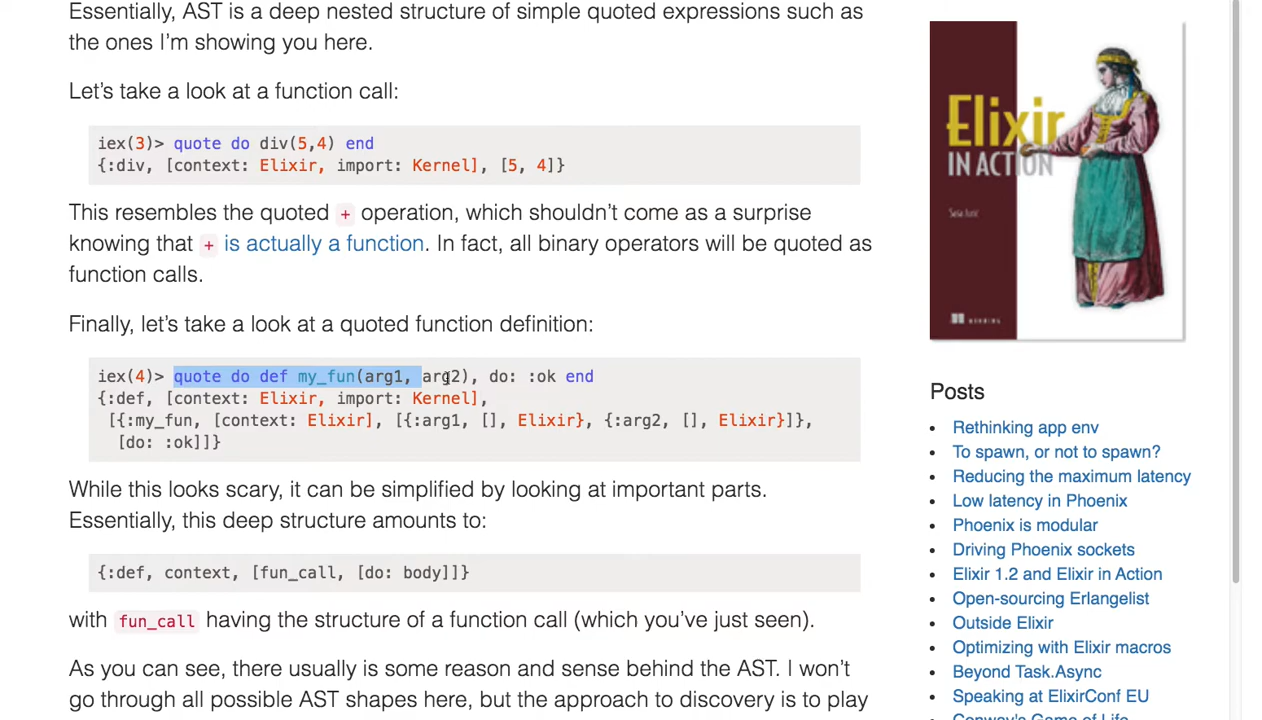 Essentially, AST is a deep nested structure of simple quoted expressions such as
the ones I’m showing you here.
Let’s take a look at a function call:
iex(3)> quote do div(5,4) end
{:div, [context: Elixir, import: Kernel], [5, 4]}
This resembles the quoted + operation, which shouldn’t come as a surprise
knowing that + is actually a function. In fact, all binary operators will be quoted as
function calls.
Finally, let’s take a look at a quoted function definition:
iex(4)> quote do def my_fun(arg1, arg2), do: :ok end
{:def, [context: Elixir, import: Kernel],
[{:my_fun, [context: Elixir], [{:arg1, [], Elixir}, {:arg2, [], Elixir}]},
[do: :ok]]}
While this looks scary, it can be simplified by looking at important parts.
Essentially, this deep structure amounts to:
{:def, context, [fun_call, [do: body]]}
with fun_call having the structure of a function call (which you’ve just seen).
As you can see, there usually is some reason and sense behind the AST. I won’t
go through all possible AST shapes here, but the approach to discovery is to play
Elixir
IN ACTION
Saša Jurić
MANNING
Posts
Rethinking app env
To spawn, or not to spawn?
Reducing the maximum latency
Low latency in Phoenix
Phoenix is modular
Driving Phoenix sockets
Elixir 1.2 and Elixir in Action
Open-sourcing Erlangelist
Outside Elixir
Optimizing with Elixir macros
Beyond Task.Async
Speaking at ElixirConf EU
Conway's Game of Life